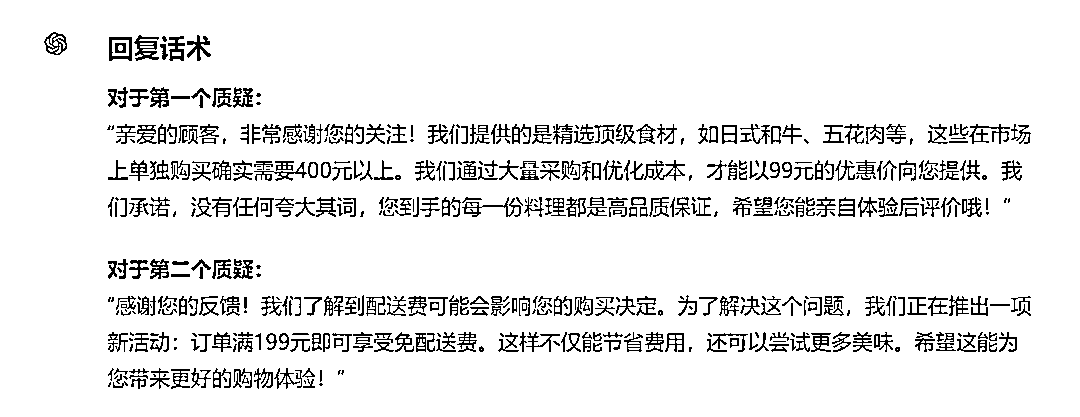 回复话术
对于第一个质疑：
“亲爱的顾客，非常感谢您的关注！我们提供的是精选顶级食材，如日式和牛、五花肉等，这些在市场
上单独购买确实需要400元以上。我们通过大量采购和优化成本，才能以99元的优惠价向您提供。我
们承诺，没有任何夸大其词，您到手的每一份料理都是高品质保证，希望您能亲自体验后评价哦！”
对于第二个质疑：
“感谢您的反馈！我们了解到配送费可能会影响您的购买决定。为了解决这个问题，我们正在推出一项
新活动：订单满199元即可享受免配送费。这样不仅能节省费用，还可以尝试更多美味。希望这能为
您带来更好的购物体验！”